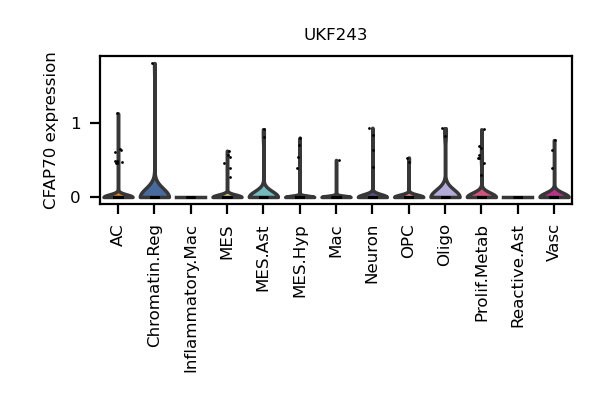 UKF243
CFAP70 expression
1
0
AC
Chromatin.Reg
Inflammatory.Mac
MES
MES.Ast
MES.Hyp
Mac
Neuron
OPC
Oligo
Prolif.Metab
Reactive.Ast
Vasc